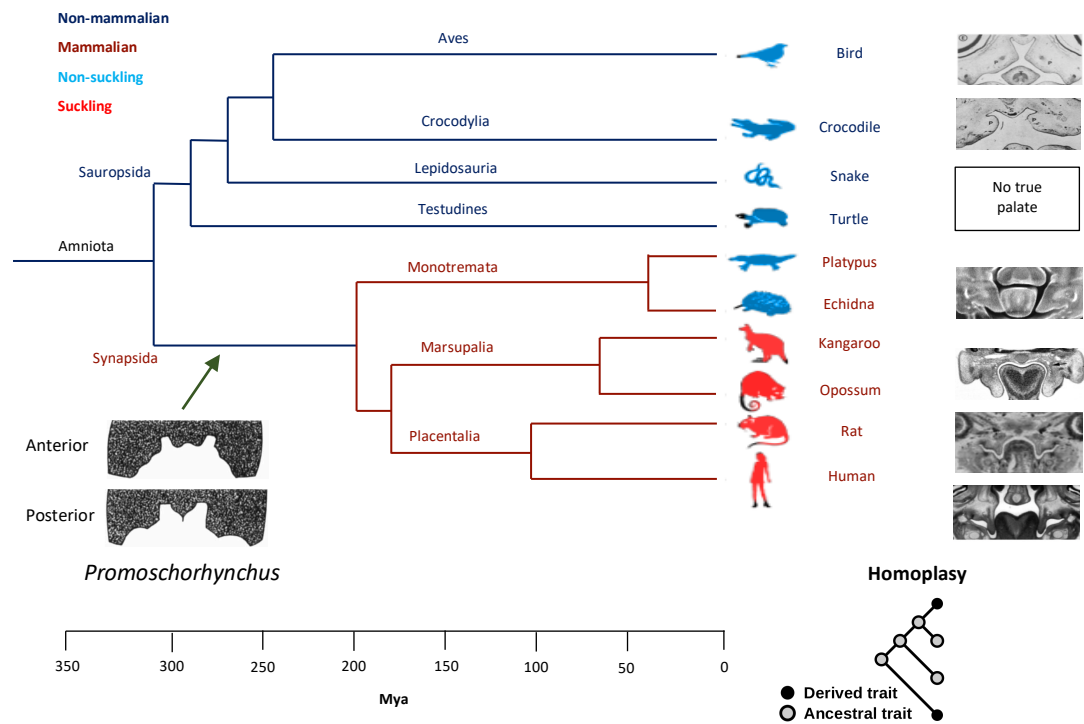 Non-mammalian
Mammalian
Non-suckling
Suckling
Aves
Bird
Crocodylia
Crocodile
Sauropsida
Lepidosauria
Snake
No true
palate
Testudines
Turtle
Amniota
Monotremata
Platypus
Echidna
Synapsida
Marsupalia
Kangaroo
Opossum
Placentalia
Rat
Human
Anterior
Posterior
Promoschorhynchus
Homoplasy
350 300 250 200 150 100 50 0
Mya
Derived trait
Ancestral trait